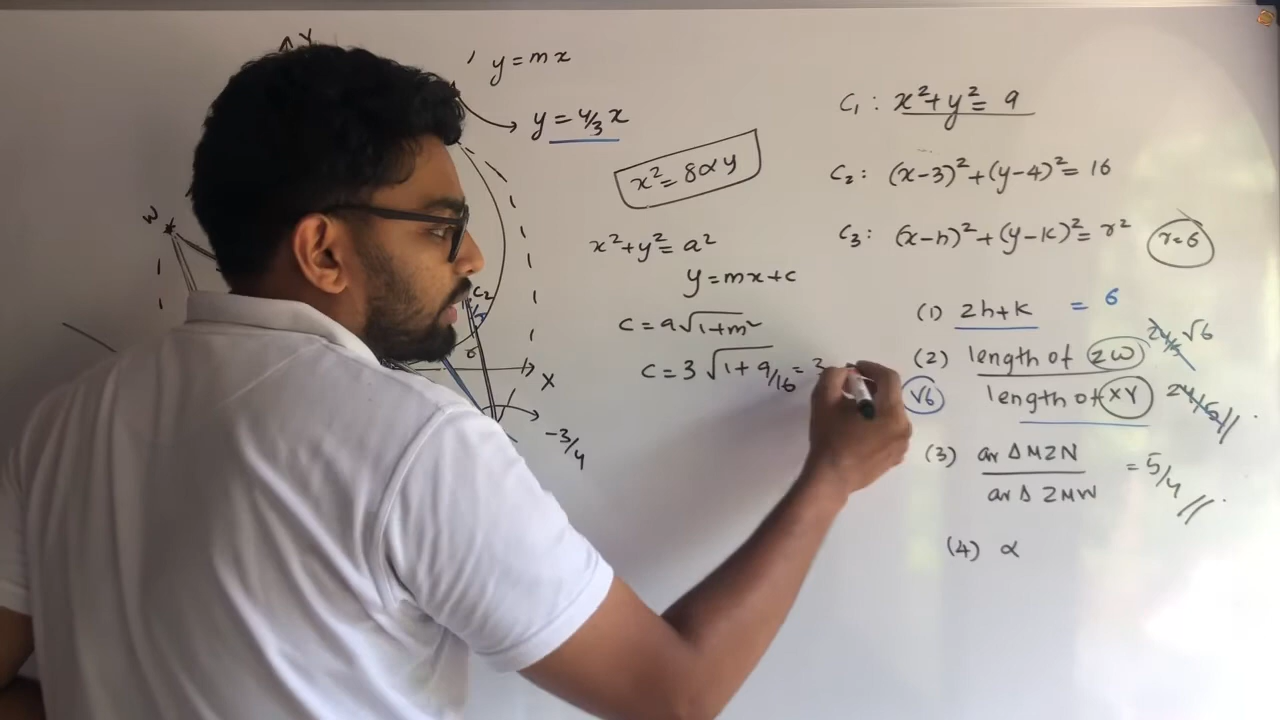 Y
y = mx
y = 4/3 x
x² = 8αy
x² + y² = a²
y = mx + c
c = a√1+m²
c = 3 √1 + 9/16 = 3
W
C₂
r
X
-3/4
C₁ : x² + y² = 9
C₂ : (x-3)² + (y-4)² = 16
C₃ : (x-h)² + (y-k)² = r²
r = 6
(1) 2h+k = 6
(2) length of ZW
length of XY
24/5 √6
24/5
√6
(3) ar Δ MZN
ar Δ ZMW
= 5/4
(4) α